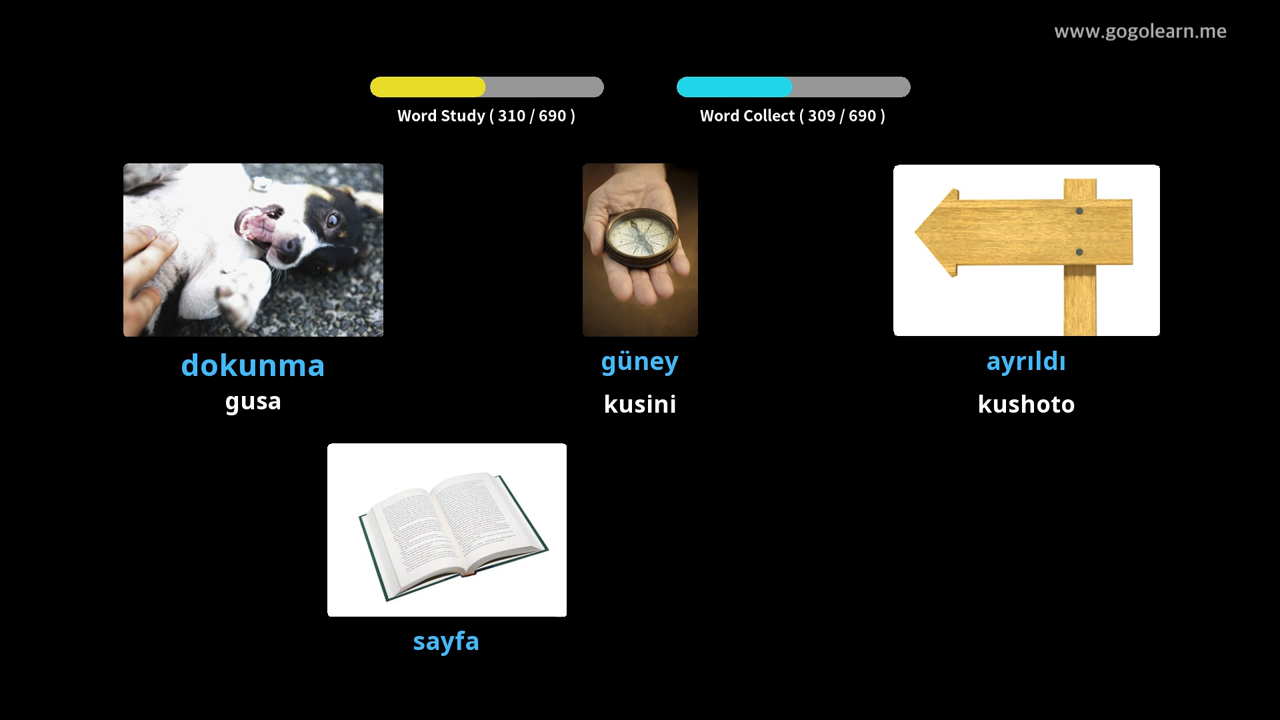 www.gogolearn.me
Word Study ( 310 / 690 )
Word Collect ( 309 / 690 )
dokunma
gusa
güney
kusini
ayrıldı
kushoto
sayfa